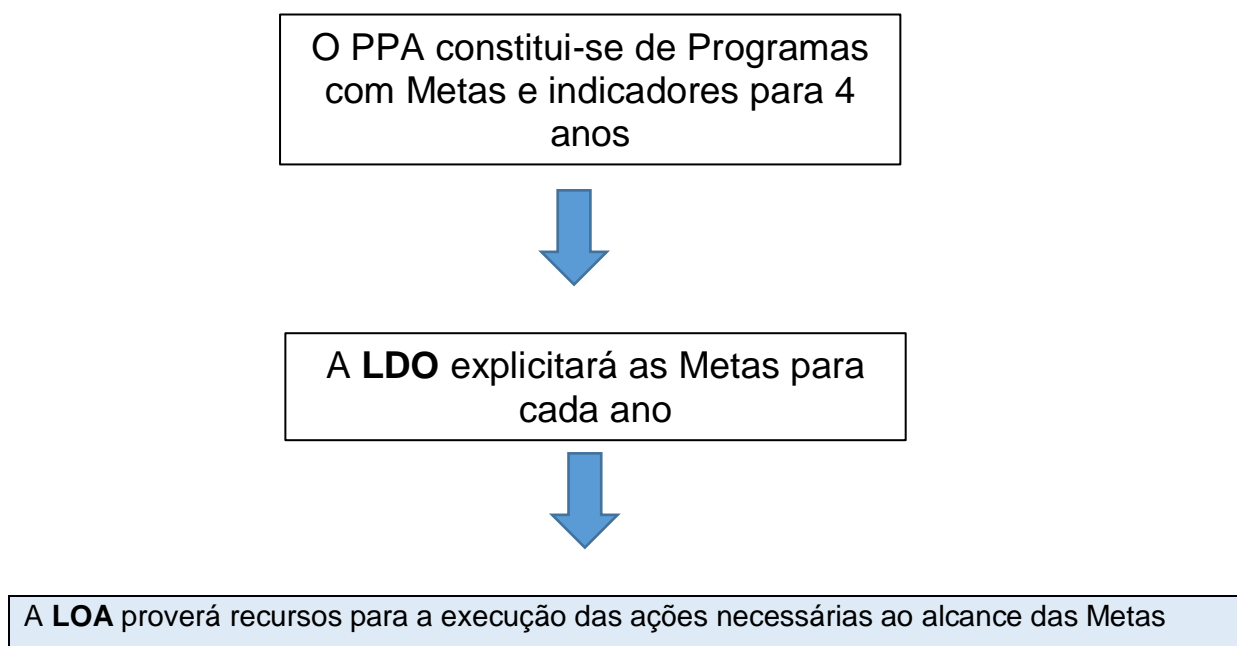 O PPA constitui-se de Programas
com Metas e indicadores para 4
anos
A LDO explicitará as Metas para
cada ano
A LOA proverá recursos para a execução das ações necessárias ao alcance das Metas